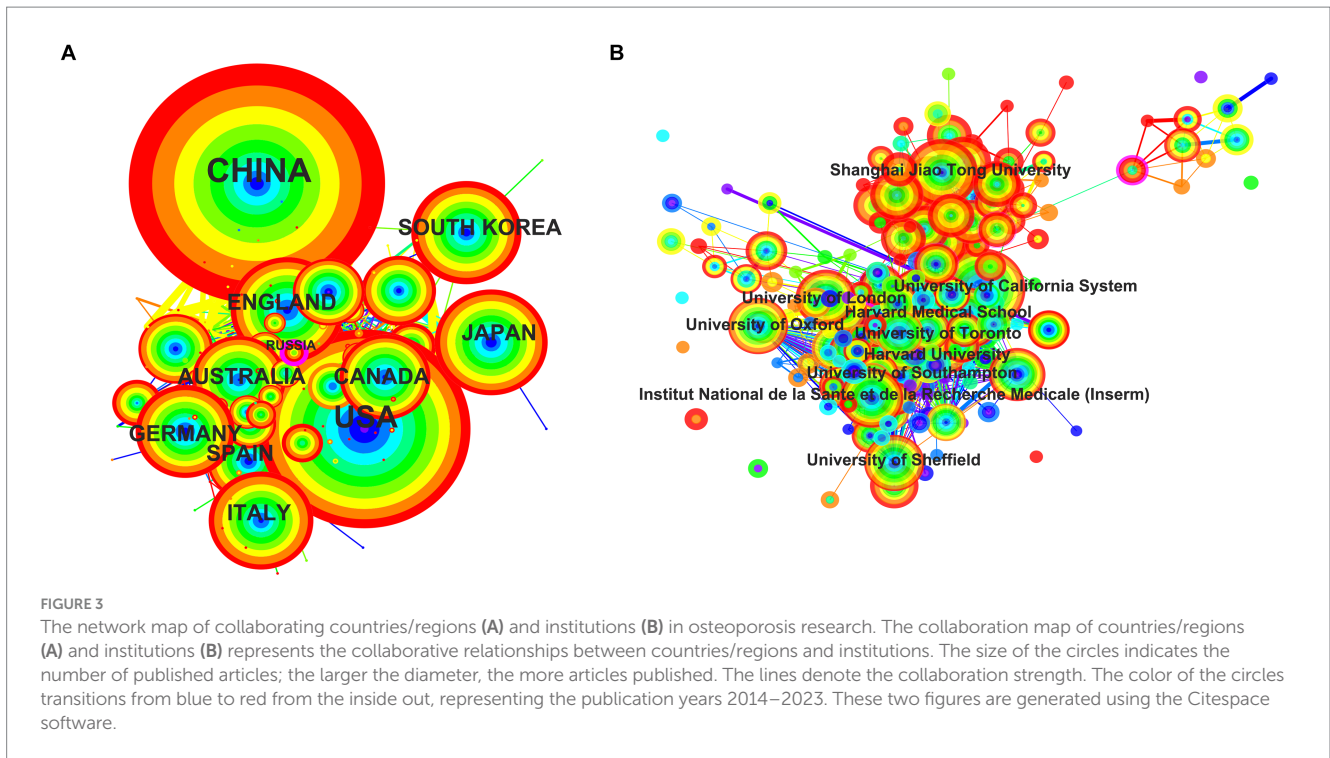 A
B
CHINA
SOUTH KOREA
ENGLAND
RUSSIA
JAPAN
AUSTRALIA
CANADA
USA
GERMANY
SPAIN
ITALY
Shanghai Jiao Tong University
University of California System
University of London
Harvard Medical School
University of Oxford
University of Toronto
Harvard University
University of Southampton
Institut National de la Sante et de la Recherche Medicale (Inserm)
University of Sheffield
FIGURE 3
The network map of collaborating countries/regions (A) and institutions (B) in osteoporosis research. The collaboration map of countries/regions
(A) and institutions (B) represents the collaborative relationships between countries/regions and institutions. The size of the circles indicates the
number of published articles; the larger the diameter, the more articles published. The lines denote the collaboration strength. The color of the circles
transitions from blue to red from the inside out, representing the publication years 2014–2023. These two figures are generated using the Citespace
software.